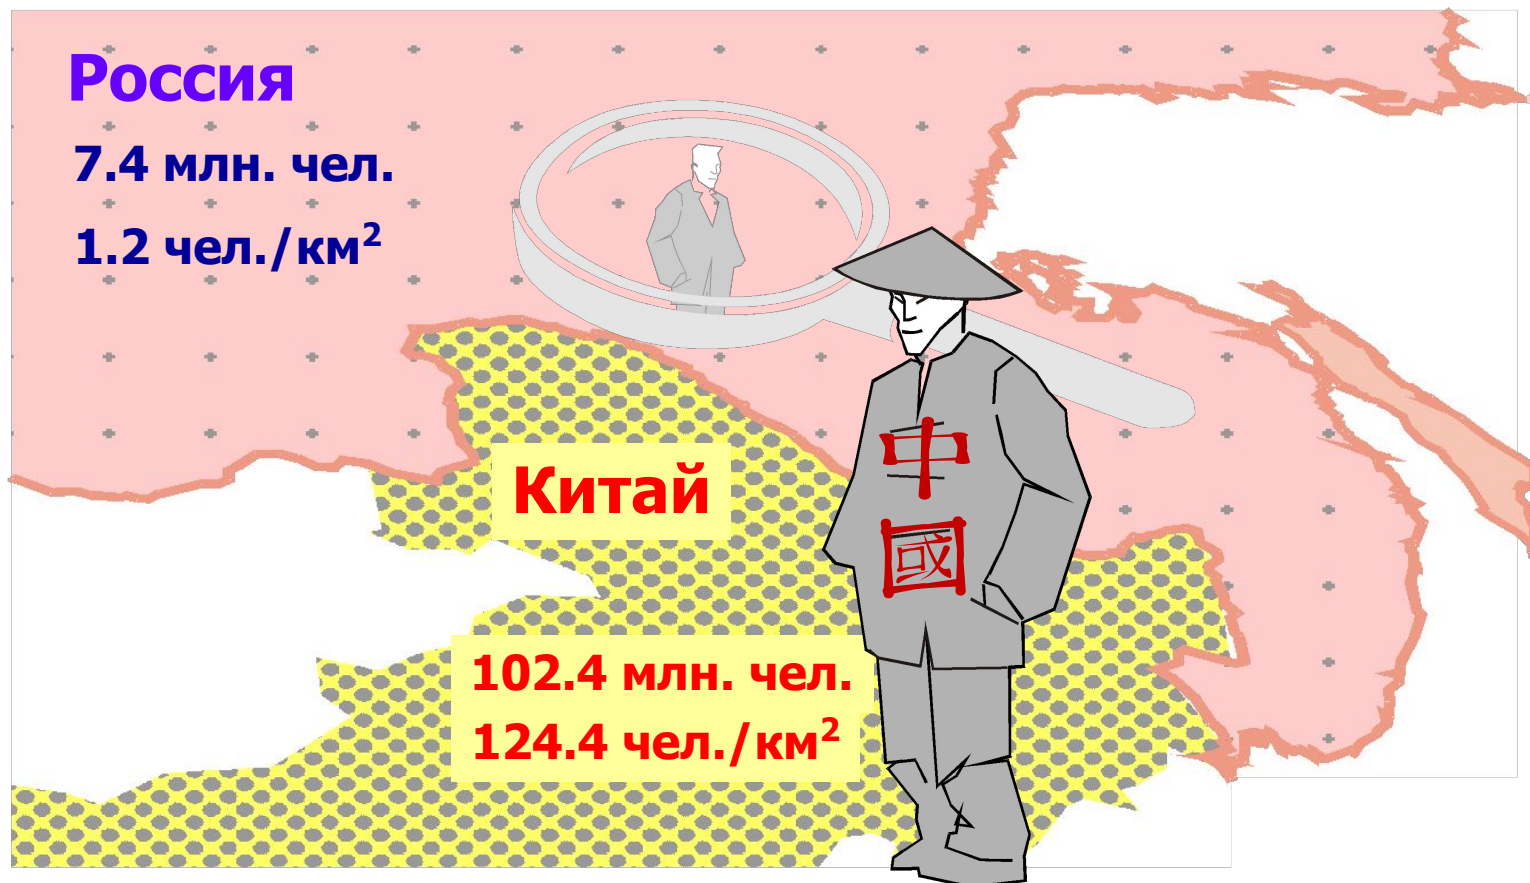 Россия
7.4 млн. чел.
1.2 чел./км²
Китай
中
國
102.4 млн. чел.
124.4 чел./км²